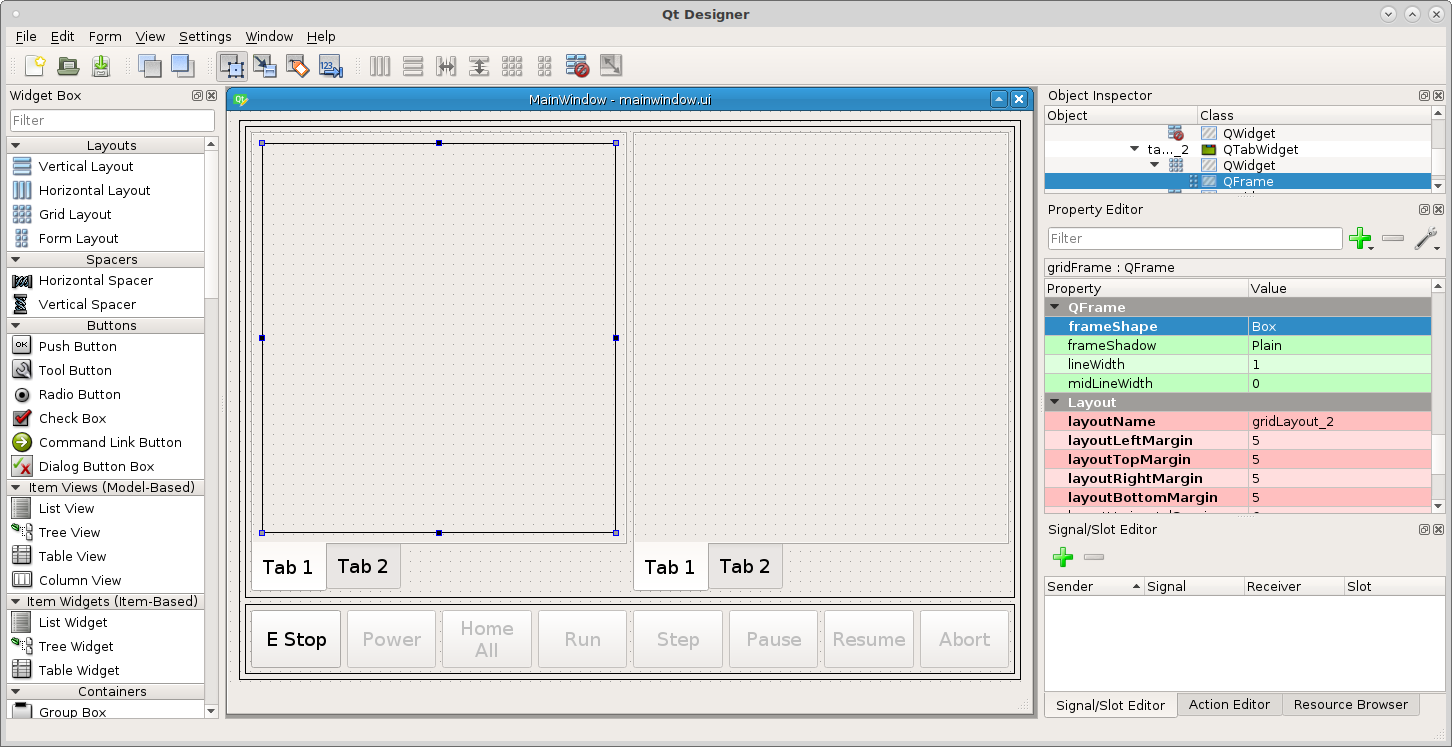 Qt Designer
File Edit Form View Settings Window Help
Widget Box
Filter
Layouts
Vertical Layout
Horizontal Layout
Grid Layout
Form Layout
Spacers
Horizontal Spacer
Vertical Spacer
Buttons
OK Push Button
Tool Button
Radio Button
Check Box
Command Link Button
Dialog Button Box
Item Views (Model-Based)
List View
Tree View
Table View
Column View
Item Widgets (Item-Based)
List Widget
Tree Widget
Table Widget
Containers
Group Box
MainWindow - mainwindow.ui
Tab 1 Tab 2
Tab 1 Tab 2
E Stop Power Home All Run Step Pause Resume Abort
Object Inspector
Object Class
QWidget
ta..._2 QTabWidget
QWidget
QFrame
Property Editor
Filter
gridFrame : QFrame
Property Value
QFrame
frameShape Box
frameShadow Plain
lineWidth 1
midLineWidth 0
Layout
layoutName gridLayout_2
layoutLeftMargin 5
layoutTopMargin 5
layoutRightMargin 5
layoutBottomMargin 5
Signal/Slot Editor
Sender Signal Receiver Slot
Signal/Slot Editor Action Editor Resource Browser